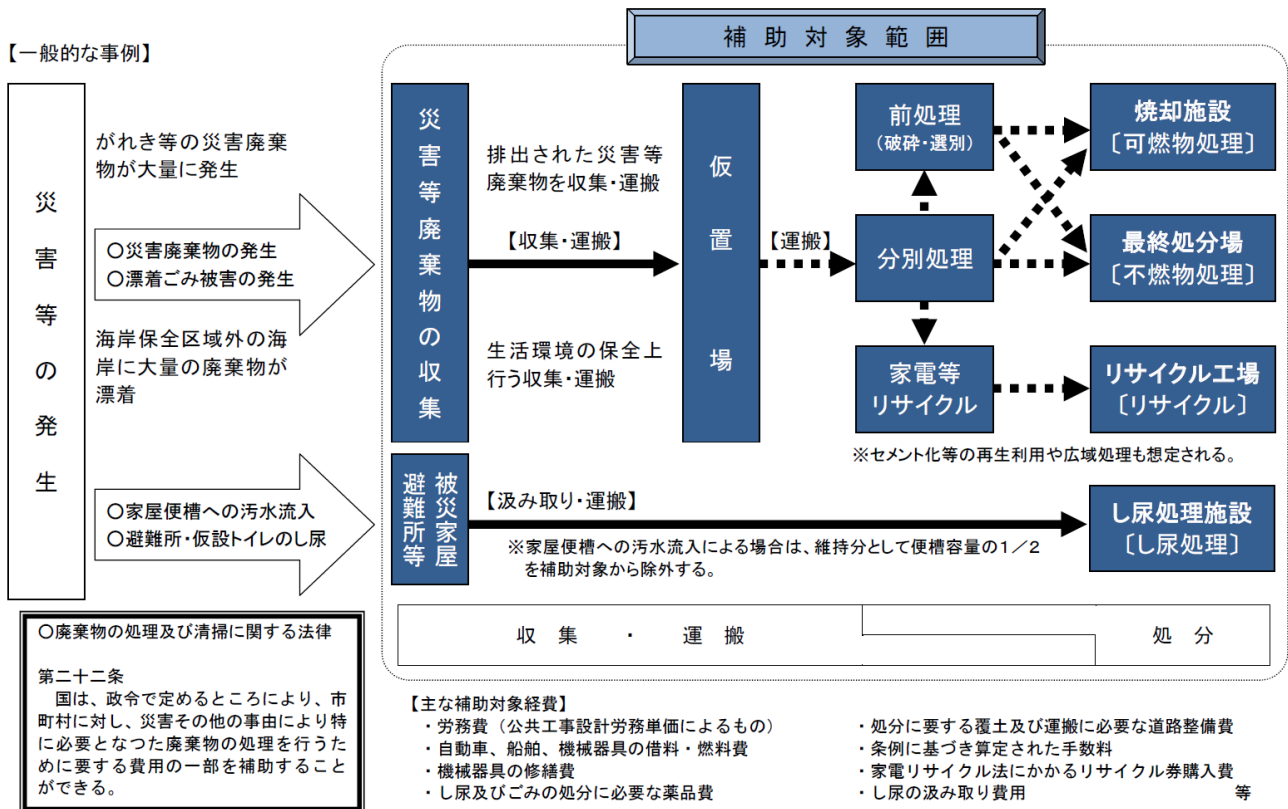 補助対象範囲
【一般的な事例】
災害等の発生
がれき等の災害廃棄
物が大量に発生
○災害廃棄物の発生
○漂着ごみ被害の発生
海岸保全区域外の海
岸に大量の廃棄物が
漂着
○家屋便槽への汚水流入
○避難所・仮設トイレのし尿
災害等廃棄物の収集
排出された災害等
廃棄物を収集・運搬
【収集・運搬】
生活環境の保全上
行う収集・運搬
仮置場
【運搬】
前処理
(破砕・選別)
分別処理
家電等
リサイクル
焼却施設
〔可燃物処理〕
最終処分場
〔不燃物処理〕
リサイクル工場
〔リサイクル〕
※セメント化等の再生利用や広域処理も想定される。
被災家屋
避難所等
【汲み取り・運搬】
※家屋便槽への汚水流入による場合は、維持分として便槽容量の1／2
を補助対象から除外する。
し尿処理施設
〔し尿処理〕
収集・運搬
処分
○廃棄物の処理及び清掃に関する法律
第二十二条
国は、政令で定めるところにより、市
町村に対し、災害その他の事由により特
に必要となつた廃棄物の処理を行うた
めに要する費用の一部を補助すること
ができる。
【主な補助対象経費】
・労務費（公共工事設計労務単価によるもの）
・自動車、船舶、機械器具の借料・燃料費
・機械器具の修繕費
・し尿及びごみの処分に必要な薬品費
・処分に要する覆土及び運搬に必要な道路整備費
・条例に基づき算定された手数料
・家電リサイクル法にかかるリサイクル券購入費
・し尿の汲み取り費用 等